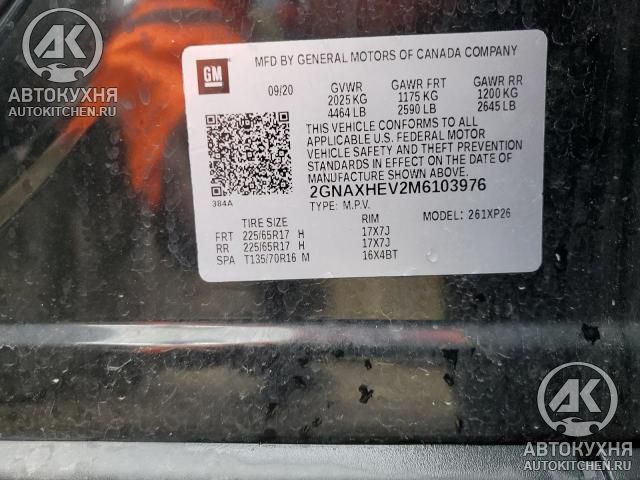 AK
АВТОКУХНЯ
AUTOKITCHEN.RU
GM
MFD BY GENERAL MOTORS OF CANADA COMPANY
09/20 GVWR GAWR FRT GAWR RR
2025 KG 1175 KG 1200 KG
4464 LB 2590 LB 2645 LB
THIS VEHICLE CONFORMS TO ALL
APPLICABLE U.S. FEDERAL MOTOR
VEHICLE SAFETY AND THEFT PREVENTION
STANDARDS IN EFFECT ON THE DATE OF
MANUFACTURE SHOWN ABOVE.
384A
2GNAXHEV2M6103976
TYPE: M.P.V. MODEL: 261XP26
TIRE SIZE RIM
FRT 225/65R17 H 17X7J
RR 225/65R17 H 17X7J
SPA T135/70R16 M 16X4BT
AK
АВТОКУХНЯ
AUTOKITCHEN.RU